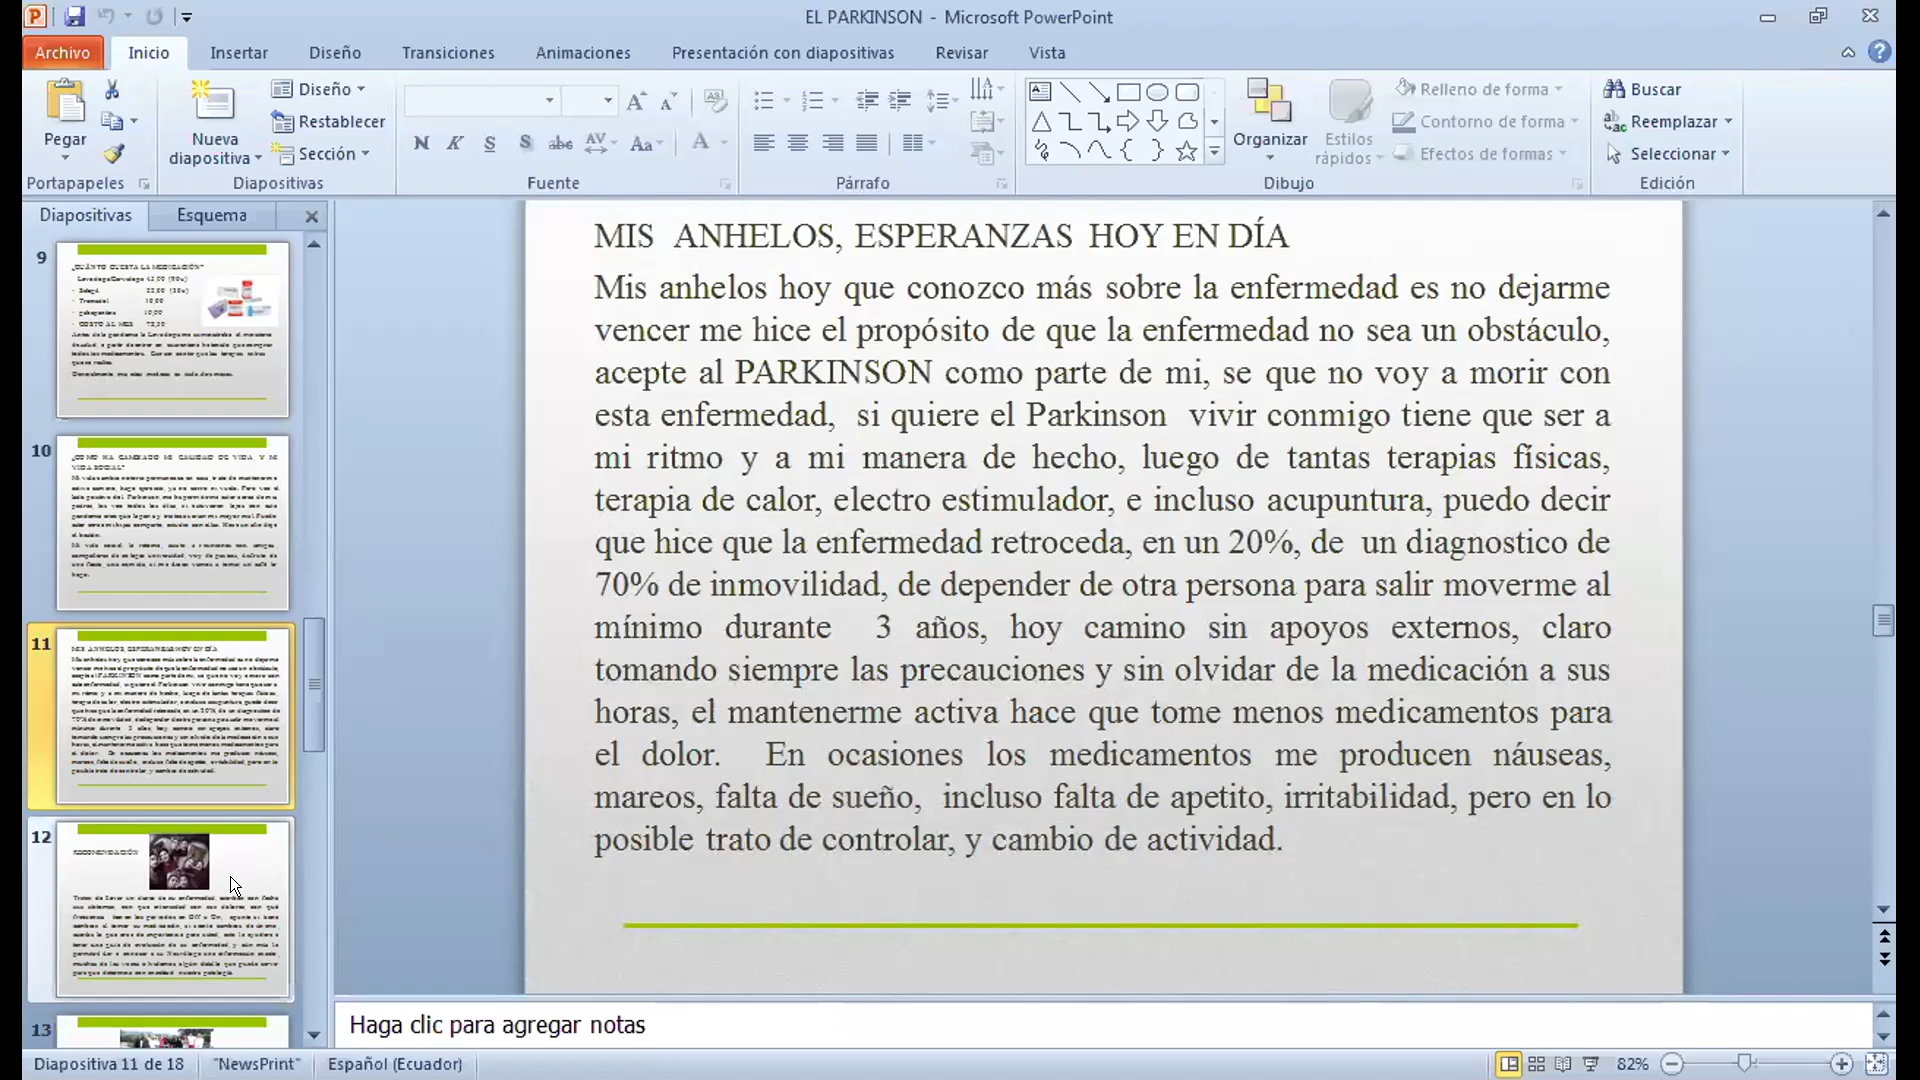 EL PARKINSON - Microsoft PowerPoint
Archivo Inicio Insertar Diseño Transiciones Animaciones Presentación con diapositivas Revisar Vista
Pegar
Nueva diapositiva
Diseño
Restablecer
Sección
Organizar
Estilos rápidos
Relleno de forma
Contorno de forma
Efectos de formas
Buscar
Reemplazar
Seleccionar
Portapapeles Diapositivas Fuente Párrafo Dibujo Edición
Diapositivas Esquema
9
10
11
12
RECOMENDACIÓN
13
MIS ANHELOS, ESPERANZAS HOY EN DÍA
Mis anhelos hoy que conozco más sobre la enfermedad es no dejarme
vencer me hice el propósito de que la enfermedad no sea un obstáculo,
acepte al PARKINSON como parte de mi, se que no voy a morir con
esta enfermedad, si quiere el Parkinson vivir conmigo tiene que ser a
mi ritmo y a mi manera de hecho, luego de tantas terapias físicas,
terapia de calor, electro estimulador, e incluso acupuntura, puedo decir
que hice que la enfermedad retroceda, en un 20%, de un diagnostico de
70% de inmovilidad, de depender de otra persona para salir moverme al
mínimo durante 3 años, hoy camino sin apoyos externos, claro
tomando siempre las precauciones y sin olvidar de la medicación a sus
horas, el mantenerme activa hace que tome menos medicamentos para
el dolor. En ocasiones los medicamentos me producen náuseas,
mareos, falta de sueño, incluso falta de apetito, irritabilidad, pero en lo
posible trato de controlar, y cambio de actividad.
Haga clic para agregar notas
Diapositiva 11 de 18 "NewsPrint" Español (Ecuador) 82%